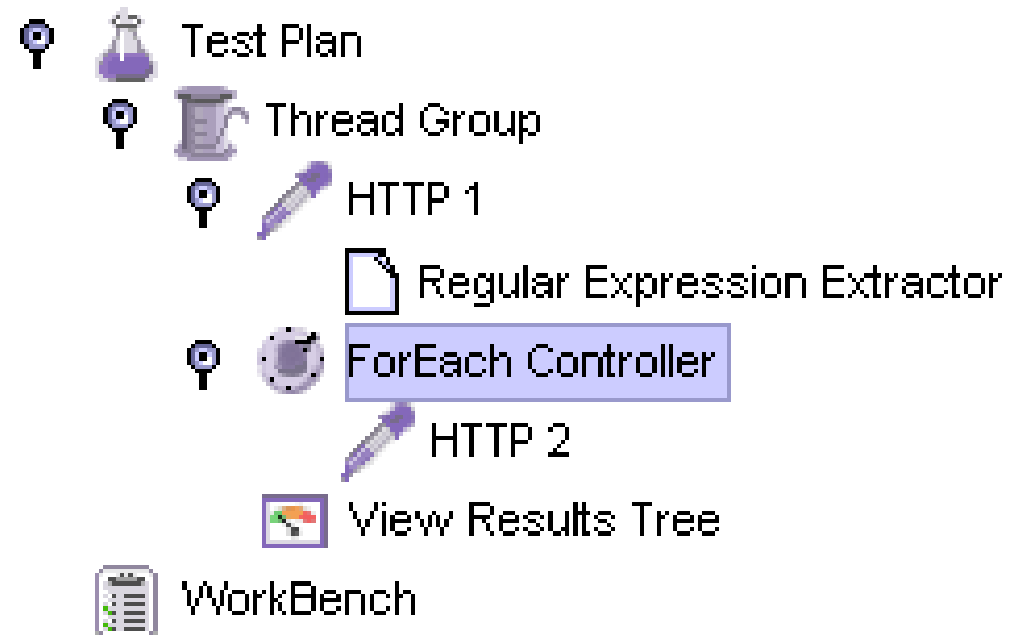 Test Plan
Thread Group
HTTP 1
Regular Expression Extractor
ForEach Controller
HTTP 2
View Results Tree
WorkBench